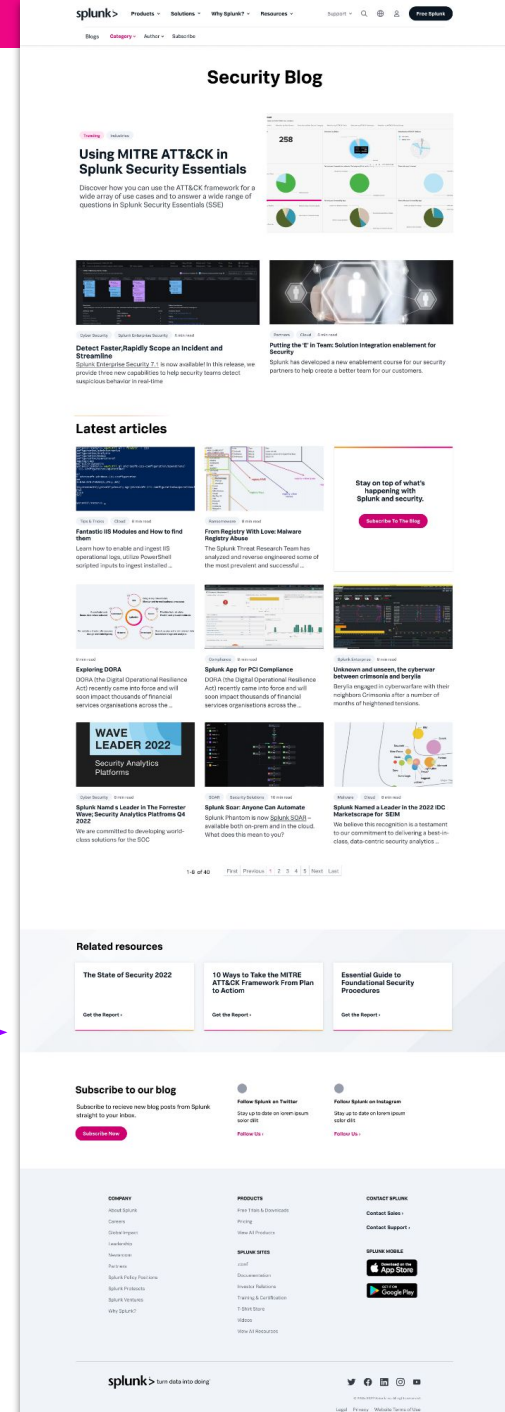 splunk>
Products
Solutions
Why Splunk?
Resources
Support
Free Splunk
Blogs
Category
Author
Subscribe
Security Blog
Trending
Industries
Using MITRE ATT&CK in
Splunk Security Essentials
Discover how you can use the ATT&CK framework for a
wide array of use cases and to answer a wide range of
questions in Splunk Security Essentials (SSE)
258
Cyber Security
Splunk Enterprise Security
Detect Faster,Rapidly Scope an Incident and
Streamline
Splunk Enterprise Security 7.1 is now available! In this release, we
provide three new capabilities to help security teams detect
suspicious behavior in real-time
Partners
Cloud
Putting the 'E' in Team: Solution Integration enablement for
Security
Splunk has developed a new enablement course for our security
partners to help create a better team for our customers.
Latest articles
Tips & Tricks
Cloud
Fantastic IIS Modules and How to find
them
Learn how to enable and ingest IIS
operational logs, utilize PowerShell
scripted inputs to ingest installed ...
Ransomware
From Registry With Love: Malware
Registry Abuse
The Splunk Threat Research Team has
analyzed and reverse engineered some of
the most prevalent and successful ...
Stay on top of what's
happening with
Splunk and security.
Subscribe To The Blog
Exploring DORA
DORA (the Digital Operational Resilience
Act) recently came into force and will
soon impact thousands of financial
services organisations across the ...
Compliance
Splunk App for PCI Compliance
DORA (the Digital Operational Resilience
Act) recently came into force and will
soon impact thousands of financial
services organisations across the ...
Splunk Enterprise
Unknown and unseen, the cyberwar
between crimsonia and berylia
Berylia engaged in cyberwarfare with their
neighbors Crimsonia after a number of
months of heightened tensions.
WAVE
LEADER 2022
Security Analytics
Platforms
Cyber Security
Splunk Namd s Leader in The Forrester
Wave; Security Analytics Platfroms Q4
2022
We are committed to developing world-
class solutions for the SOC
SOAR
Security Solutions
Splunk Soar: Anyone Can Automate
Splunk Phantom is now Splunk SOAR –
available both on-prem and in the cloud.
What does this mean to you?
Malware
Cloud
Splunk Named a Leader in the 2022 IDC
Marketscrape for SEIM
We believe this recognition is a testament
to our commitment to delivering a best-in-
class, data-centric security analytics ...
First Previous 1 2 3 4 5 Next Last
Related resources
The State of Security 2022
Get the Report ›
10 Ways to Take the MITRE
ATT&CK Framework From Plan
to Actiom
Get the Report ›
Essential Guide to
Foundational Security
Procedures
Get the Report ›
Subscribe to our blog
Subscribe to recieve new blog posts from Splunk
straight to your inbox.
Subscribe Now
Follow Splunk on Twitter
Stay up to date on lorem ipsum
Follow Us ›
Follow Splunk on Instagram
Stay up to date on lorem ipsum
Follow Us ›
COMPANY
About Splunk
Careers
Global Impact
Leadership
Newsroom
Partners
Splunk Policy Positions
Splunk Protects
Splunk Ventures
Why Splunk?
PRODUCTS
Free Trials & Downloads
Pricing
View All Products
SPLUNK SITES
.conf
Documentation
Investor Relations
Training & Certification
T-Shirt Store
Videos
View All Resources
CONTACT SPLUNK
Contact Sales ›
Contact Support ›
SPLUNK MOBILE
Download on the
App Store
GET IT ON
Google Play
splunk> turn data into doing
Legal Privacy Website Terms of Use